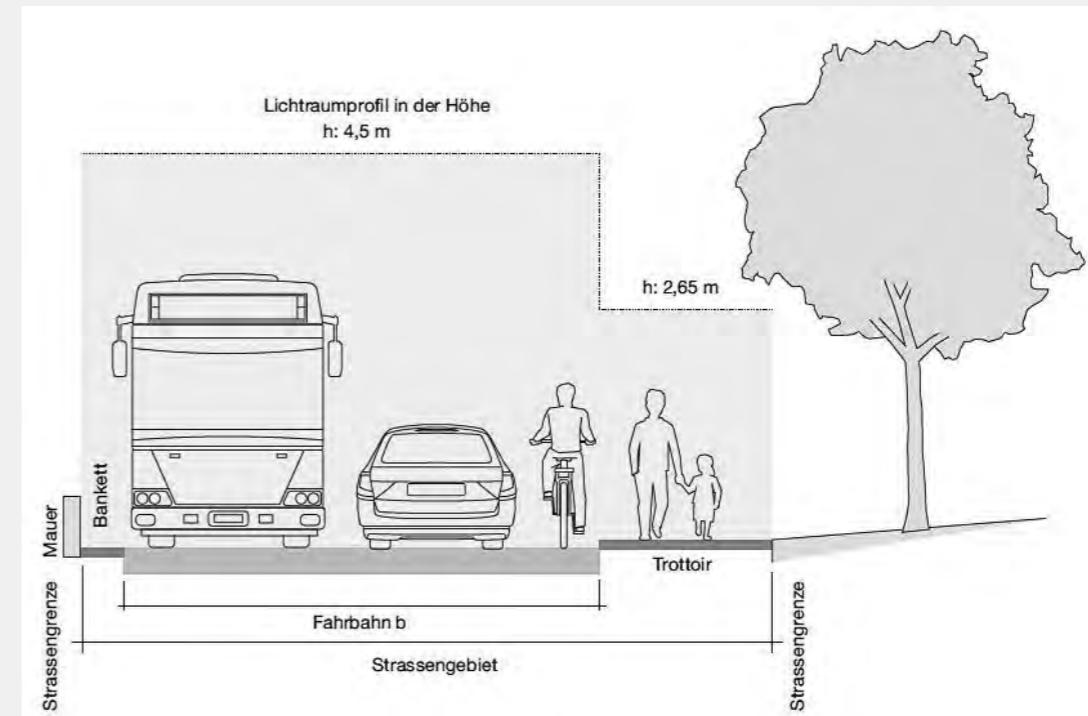 Lichtraumprofil in der Höhe
h: 4,5 m
h: 2,65 m
Mauer
Bankett
Trottoir
Fahrbahn b
Strassengebiet
Strassengrenze
Strassengrenze